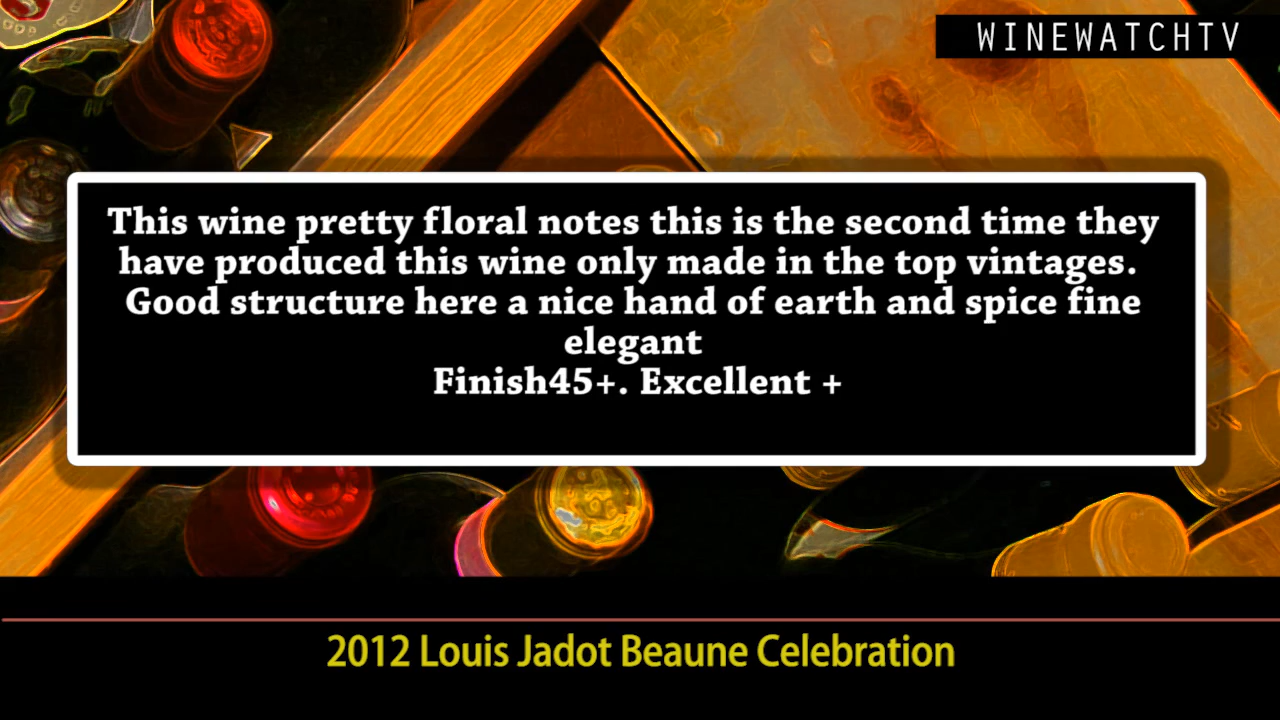 WINEWATCHTV
This wine pretty floral notes this is the second time they
have produced this wine only made in the top vintages.
Good structure here a nice hand of earth and spice fine
elegant
Finish45+. Excellent +
2012 Louis Jadot Beaune Celebration